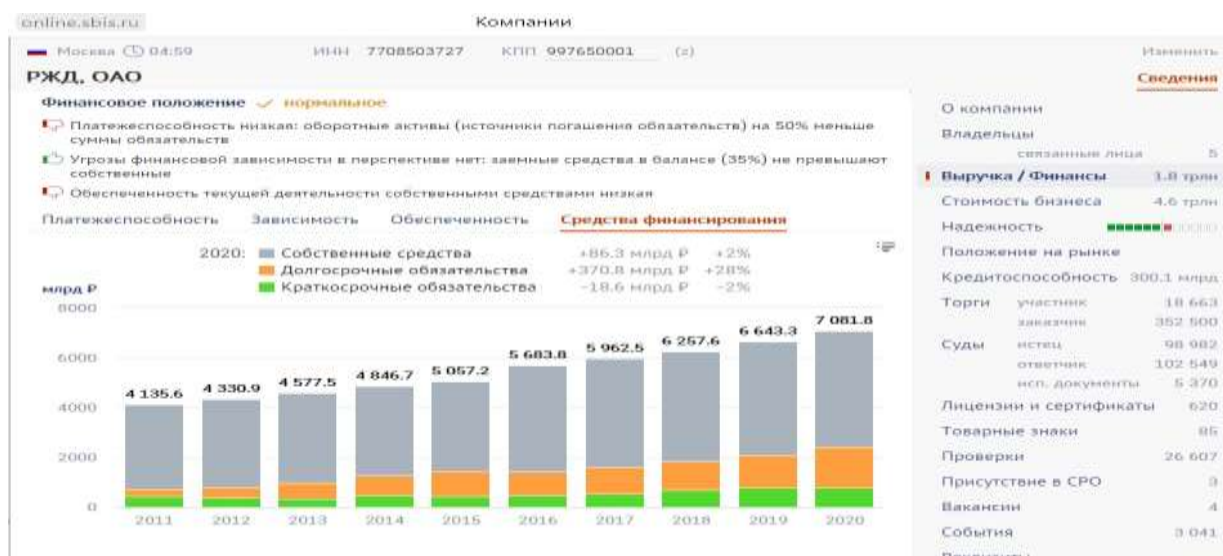 online.sbis.ru
Компании
Москва 04:59 ИНН 7708503727 КПП 997650001 (z)
Изменить
РЖД, ОАО
Сведения
Финансовое положение нормальное
Платежеспособность низкая: оборотные активы (источники погашения обязательств) на 50% меньше
суммы обязательств
Угрозы финансовой зависимости в перспективе нет: заемные средства в балансе (35%) не превышают
собственные
Обеспеченность текущей деятельности собственными средствами низкая
Платежеспособность Зависимость Обеспеченность Средства финансирования
2020: Собственные средства +86.3 млрд ₽ +2%
Долгосрочные обязательства +370.8 млрд ₽ +28%
Краткосрочные обязательства -18.6 млрд ₽ -2%
млрд ₽
8000
6000
4000
2000
0
4 135.6 4 330.9 4 577.5 4 846.7 5 057.2 5 683.8 5 962.5 6 257.6 6 643.3 7 081.8
2011 2012 2013 2014 2015 2016 2017 2018 2019 2020
О компании
Владельцы
связанные лица 5
Выручка / Финансы 1.8 трлн
Стоимость бизнеса 4.6 трлн
Надежность
Положение на рынке
Кредитоспособность 300.1 млрд
Торги участник 18 663
заказчик 352 500
Суды истец 98 982
ответчик 102 549
исп. документы 5 370
Лицензии и сертификаты 620
Товарные знаки 85
Проверки 26 607
Присутствие в СРО 3
Вакансии 4
События 3 041